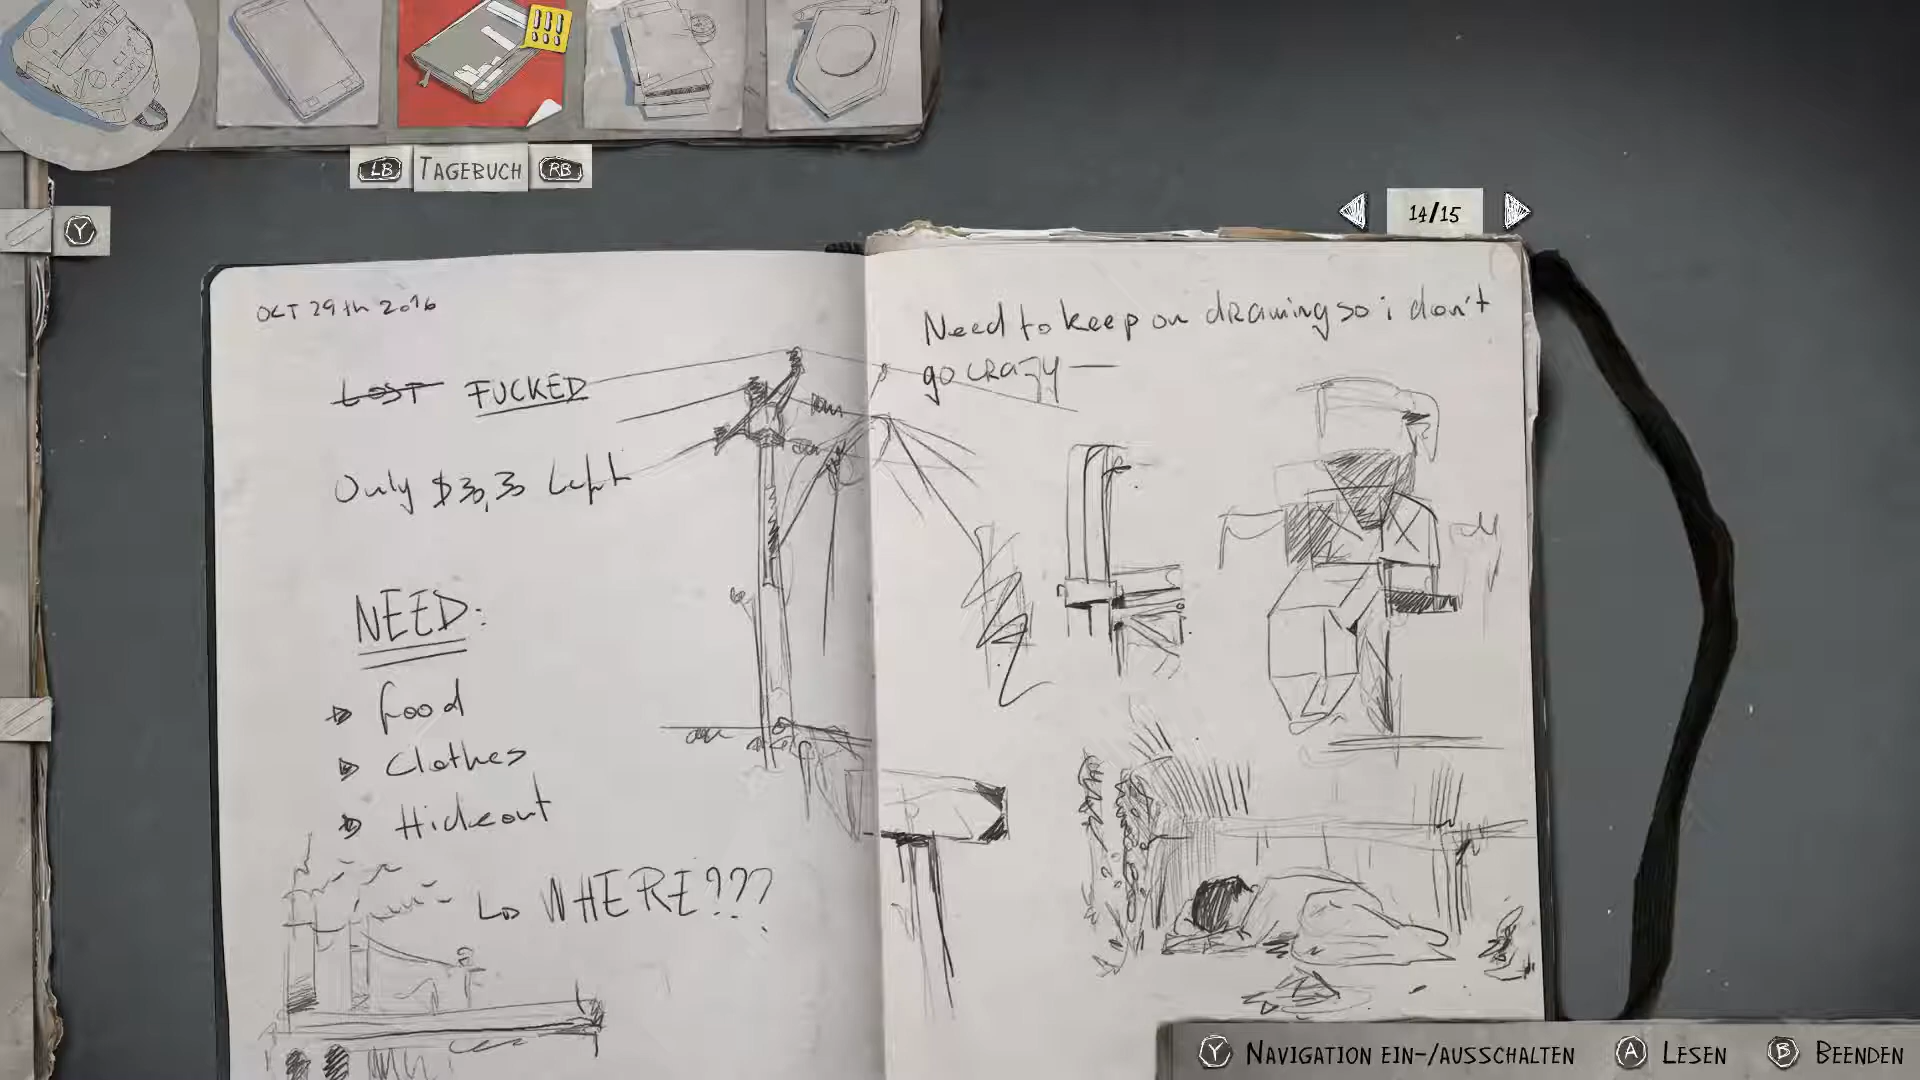 LB TAGEBUCH RB
Y
14/15
OCT 29th 2016
LOST FUCKED
Only $30,30 Left
NEED:
food
Clothes
Hideout
WHERE???
Need to keep on drawing so i don't
go crazy —
Y NAVIGATION EIN-/AUSSCHALTEN A LESEN B BEENDEN